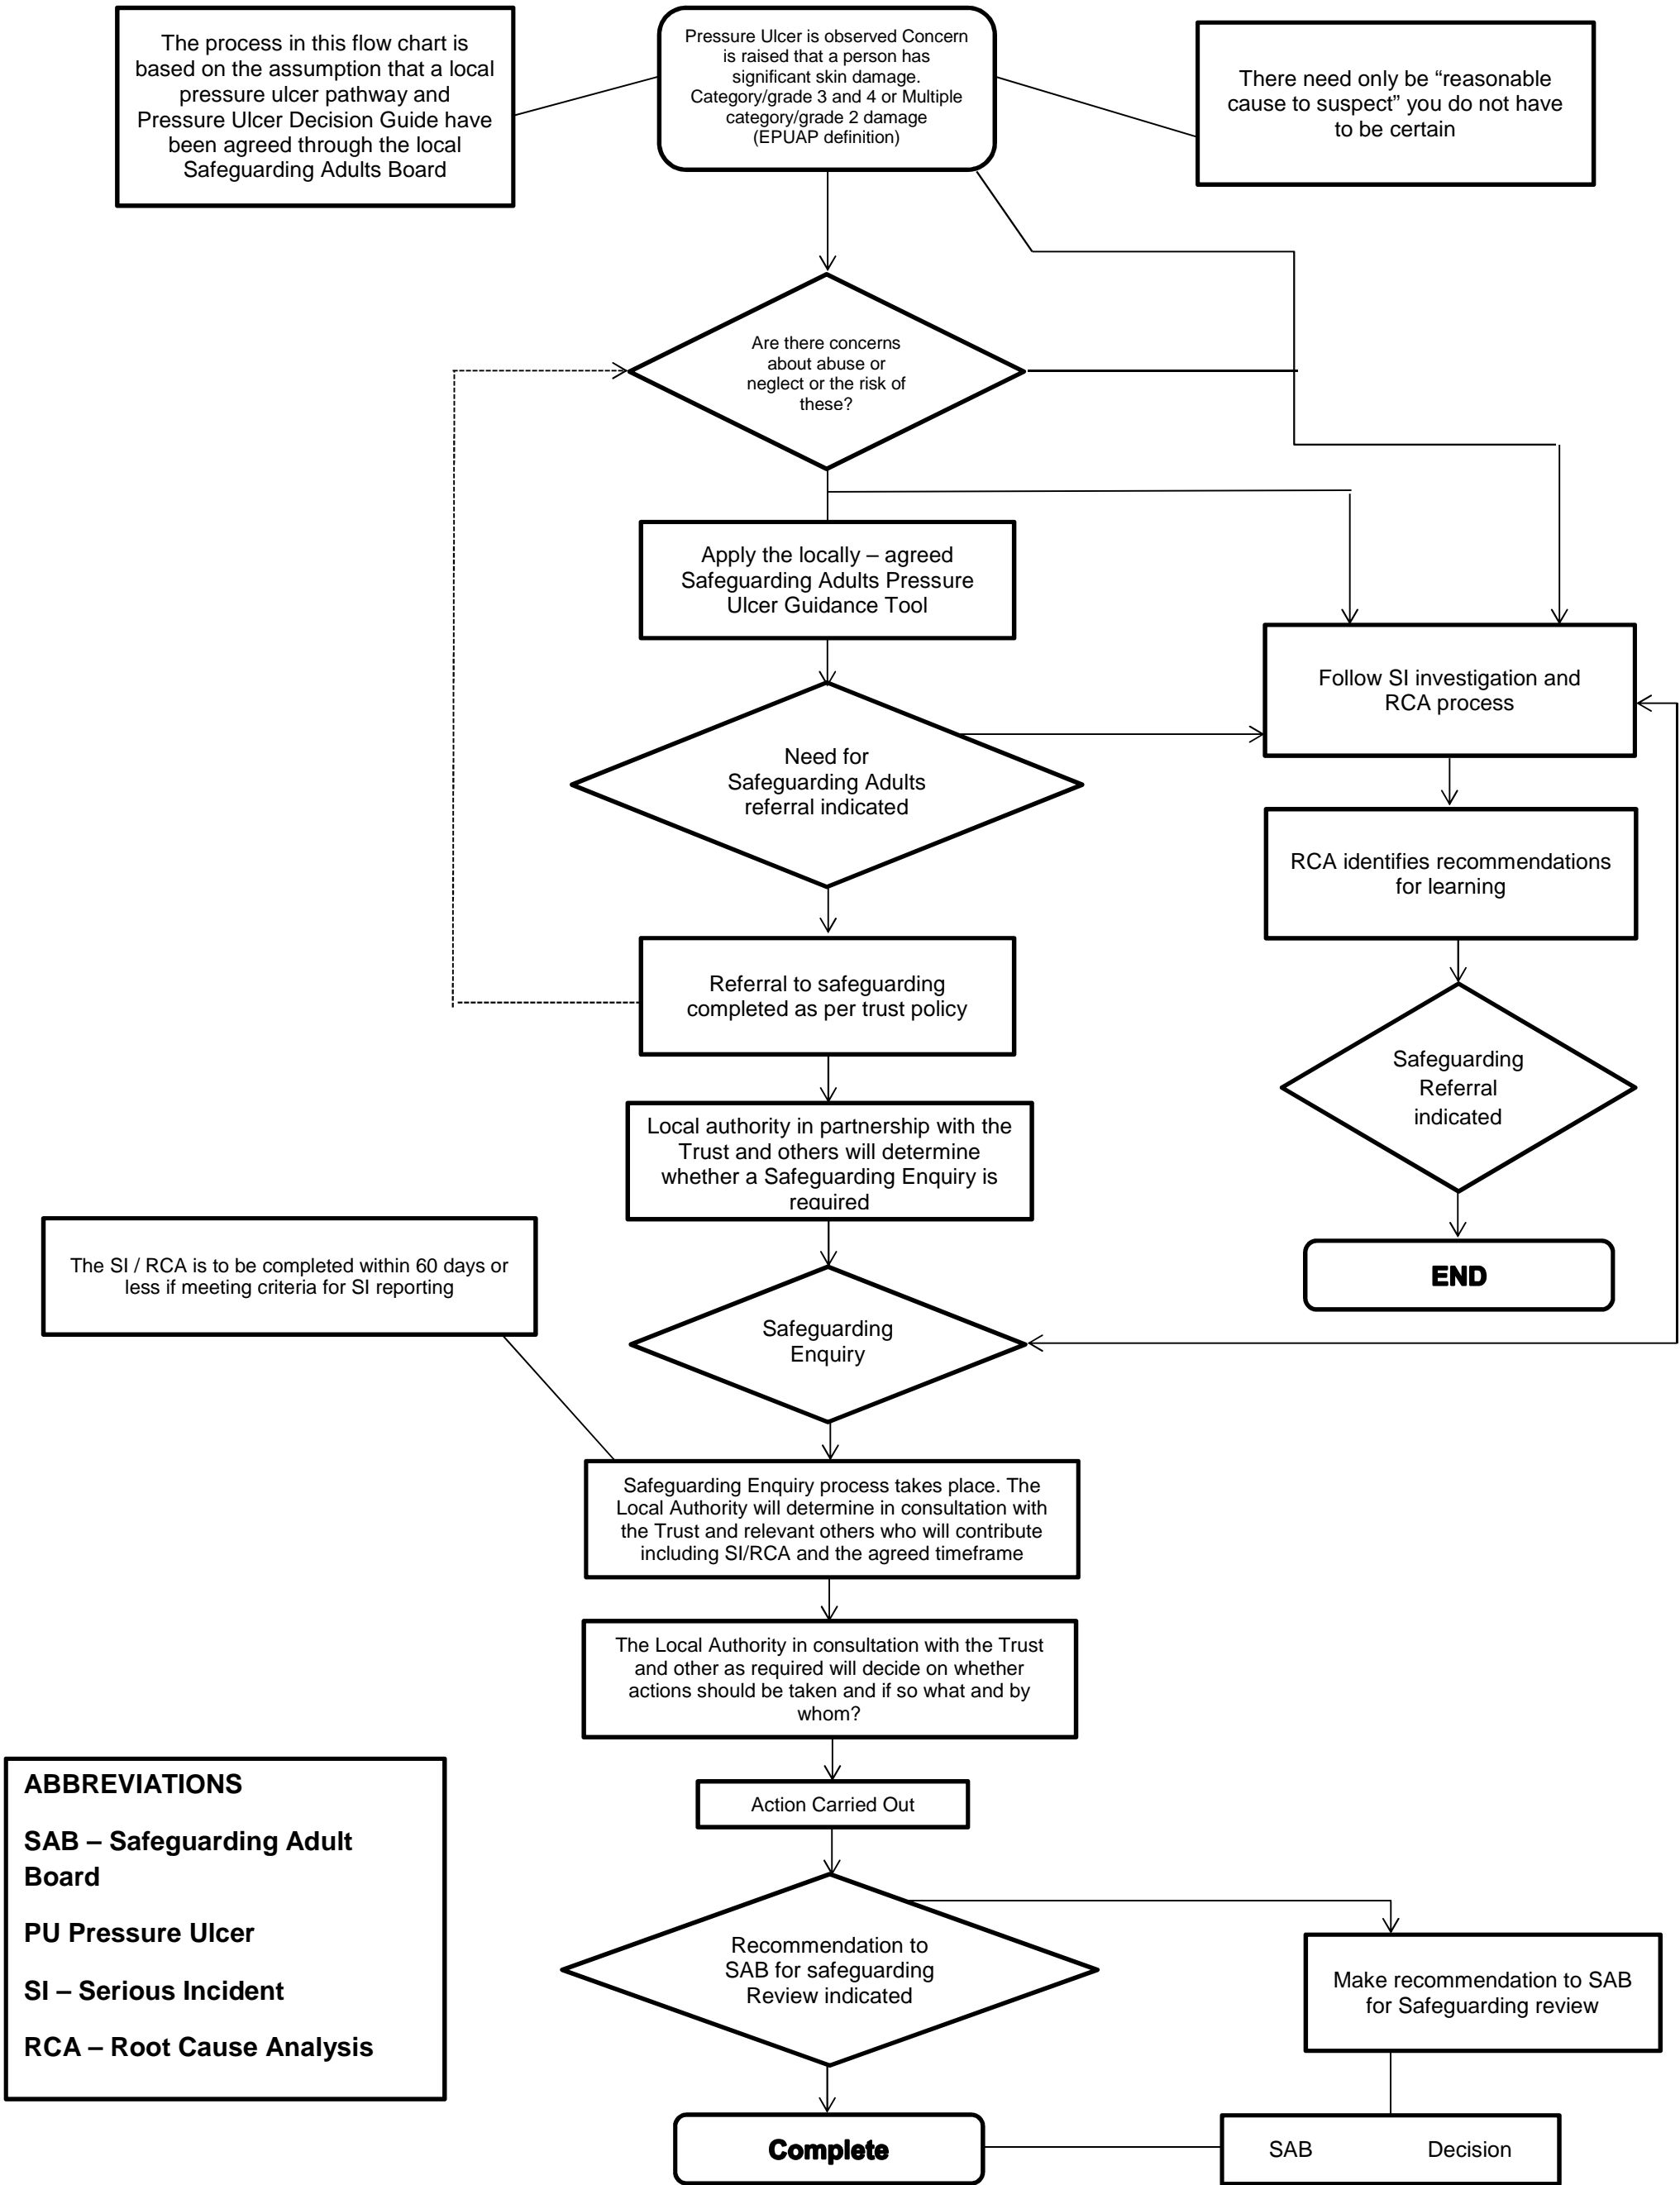 The process in this flow chart is
based on the assumption that a local
pressure ulcer pathway and
Pressure Ulcer Decision Guide have
been agreed through the local
Safeguarding Adults Board
Pressure Ulcer is observed Concern
is raised that a person has
significant skin damage.
Category/grade 3 and 4 or Multiple
category/grade 2 damage
(EPUAP definition)
There need only be “reasonable
cause to suspect” you do not have
to be certain
Are there concerns
about abuse or
neglect or the risk of
these?
Apply the locally – agreed
Safeguarding Adults Pressure
Ulcer Guidance Tool
Follow SI investigation and
RCA process
Need for
Safeguarding Adults
referral indicated
RCA identifies recommendations
for learning
Referral to safeguarding
completed as per trust policy
Safeguarding
Referral
indicated
Local authority in partnership with the
Trust and others will determine
whether a Safeguarding Enquiry is
required
The SI / RCA is to be completed within 60 days or
less if meeting criteria for SI reporting
END
Safeguarding
Enquiry
Safeguarding Enquiry process takes place. The
Local Authority will determine in consultation with
the Trust and relevant others who will contribute
including SI/RCA and the agreed timeframe
The Local Authority in consultation with the Trust
and other as required will decide on whether
actions should be taken and if so what and by
whom?
Action Carried Out
ABBREVIATIONS
SAB – Safeguarding Adult
Board
PU Pressure Ulcer
SI – Serious Incident
RCA – Root Cause Analysis
Recommendation to
SAB for safeguarding
Review indicated
Make recommendation to SAB
for Safeguarding review
Complete
SAB Decision